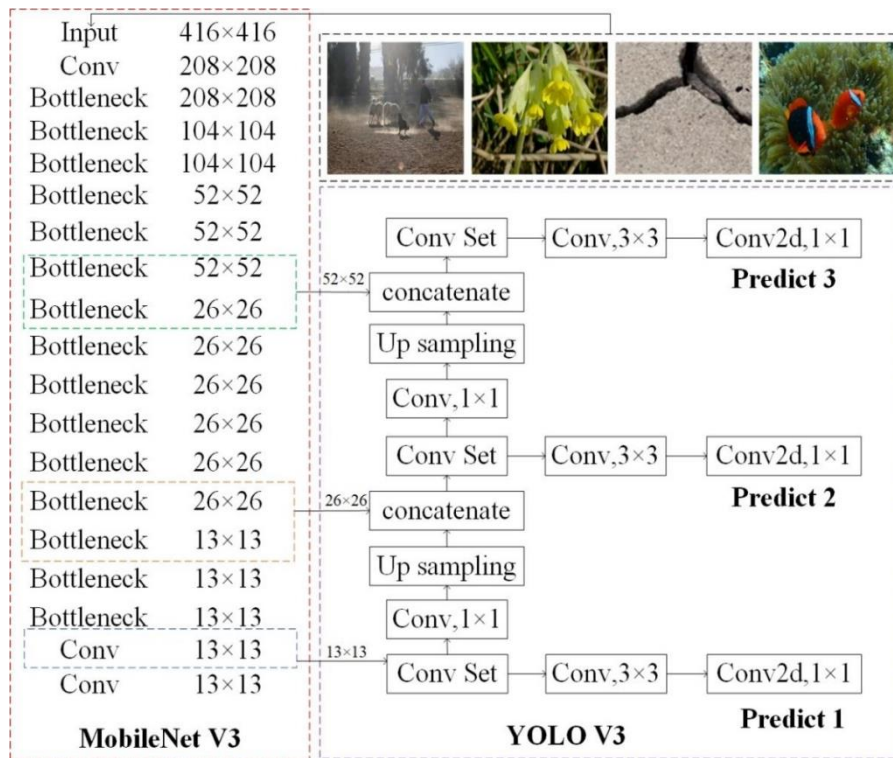 Input 416×416
Conv 208×208
Bottleneck 208×208
Bottleneck 104×104
Bottleneck 104×104
Bottleneck 52×52
Bottleneck 52×52
Bottleneck 52×52
Bottleneck 26×26
Bottleneck 26×26
Bottleneck 26×26
Bottleneck 26×26
Bottleneck 26×26
Bottleneck 26×26
Bottleneck 13×13
Bottleneck 13×13
Bottleneck 13×13
Conv 13×13
Conv 13×13
MobileNet V3
Conv Set Conv,3×3 Conv2d,1×1
Predict 3
52×52
concatenate
Up sampling
Conv,1×1
Conv Set Conv,3×3 Conv2d,1×1
Predict 2
26×26
concatenate
Up sampling
Conv,1×1
13×13
Conv Set Conv,3×3 Conv2d,1×1
Predict 1
YOLO V3